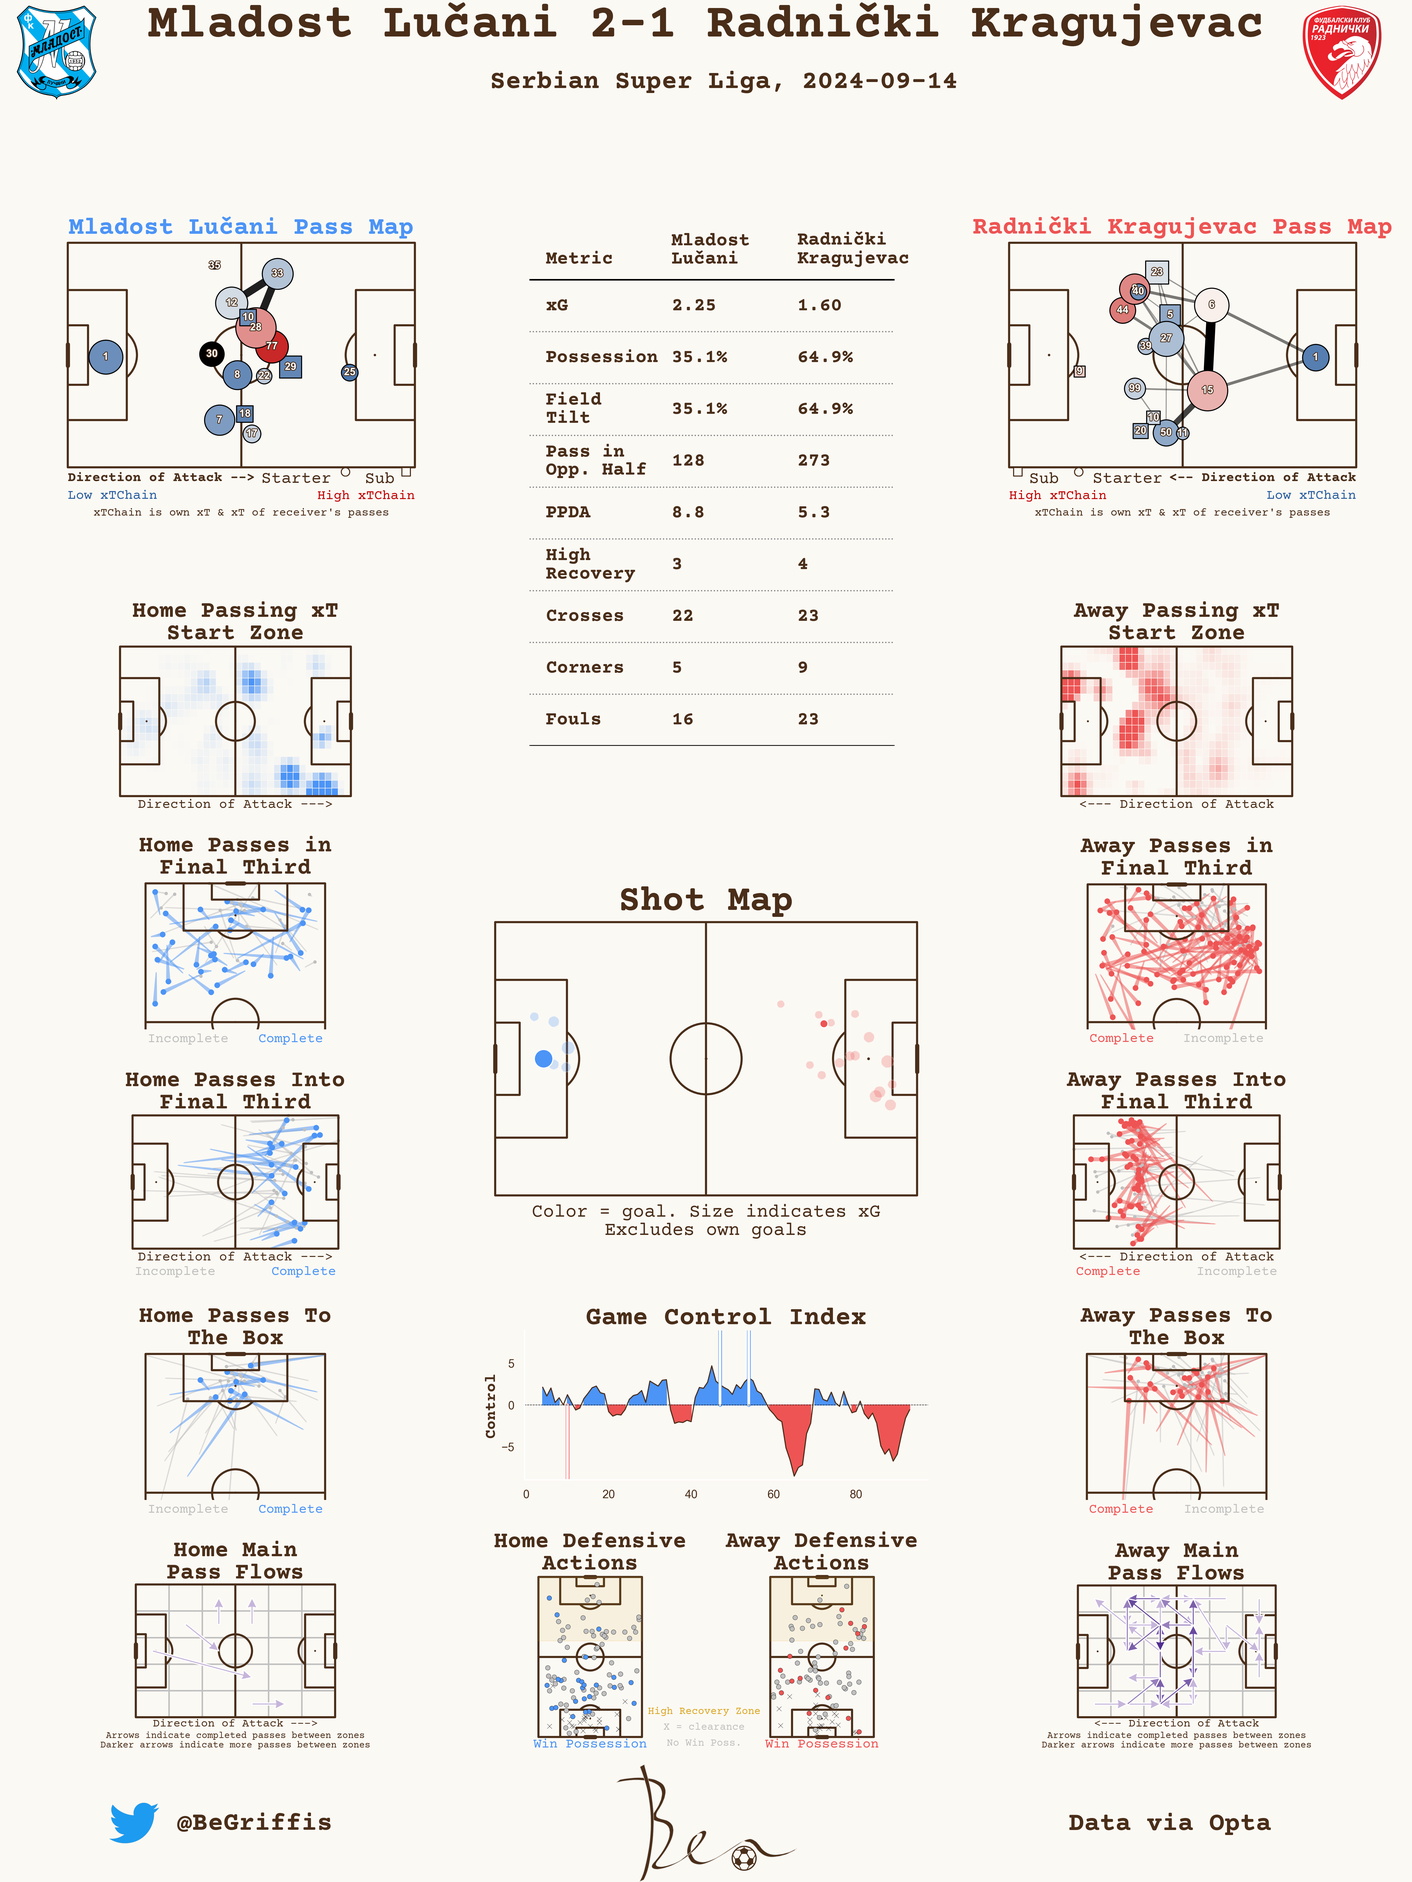 Mladost Lučani 2-1 Radnički Kragujevac
Serbian Super Liga, 2024-09-14
ФК
МЛАДОСТ
ЛУЧАНИ
ФУДБАЛСКИ КЛУБ
РАДНИЧКИ
1923
Mladost Lučani Pass Map
35
33
12
10
28
77
30
1
8
22
29
25
7
18
17
Direction of Attack --> Starter Sub
Low xTChain High xTChain
xTChain is own xT & xT of receiver's passes
Metric Mladost Lučani Radnički Kragujevac
xG 2.25 1.60
Possession 35.1% 64.9%
Field Tilt 35.1% 64.9%
Pass in Opp. Half 128 273
PPDA 8.8 5.3
High Recovery 3 4
Crosses 22 23
Corners 5 9
Fouls 16 23
Radnički Kragujevac Pass Map
23
40
6
44
5
27
39
1
9
99
15
10
20
50
11
Sub Starter <-- Direction of Attack
High xTChain Low xTChain
xTChain is own xT & xT of receiver's passes
Home Passing xT
Start Zone
Direction of Attack --->
Away Passing xT
Start Zone
<--- Direction of Attack
Home Passes in
Final Third
Incomplete Complete
Away Passes in
Final Third
Complete Incomplete
Shot Map
Color = goal. Size indicates xG
Excludes own goals
Home Passes Into
Final Third
Direction of Attack --->
Incomplete Complete
Away Passes Into
Final Third
<--- Direction of Attack
Complete Incomplete
Home Passes To
The Box
Incomplete Complete
Game Control Index
Control
5
0
−5
0 20 40 60 80
Away Passes To
The Box
Complete Incomplete
Home Main
Pass Flows
Direction of Attack --->
Arrows indicate completed passes between zones
Darker arrows indicate more passes between zones
Home Defensive
Actions
Win Possession
High Recovery Zone
X = clearance
No Win Poss.
Away Defensive
Actions
Win Possession
Away Main
Pass Flows
<--- Direction of Attack
Arrows indicate completed passes between zones
Darker arrows indicate more passes between zones
@BeGriffis
Data via Opta